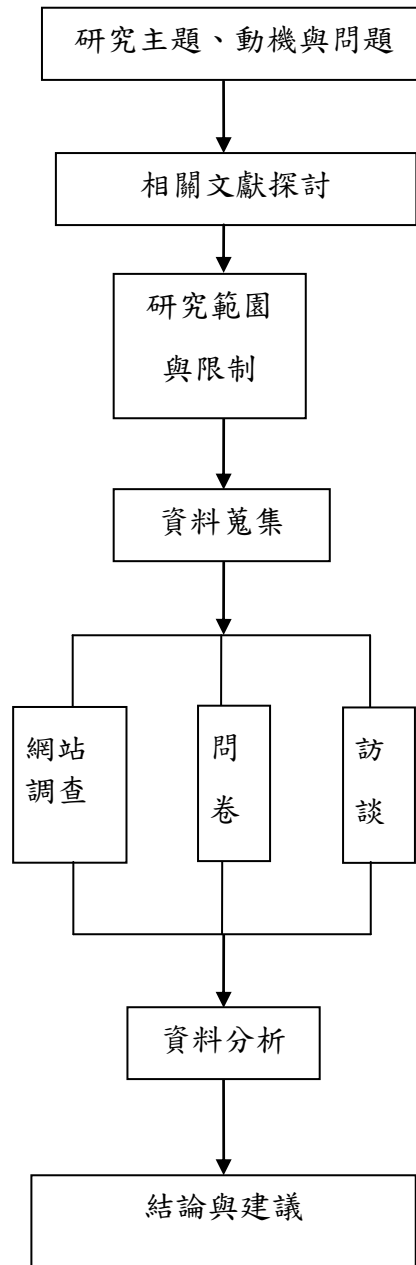 研究主題、動機與問題
相關文獻探討
研究範圍
與限制
資料蒐集
網站
調查
問
卷
訪
談
資料分析
結論與建議